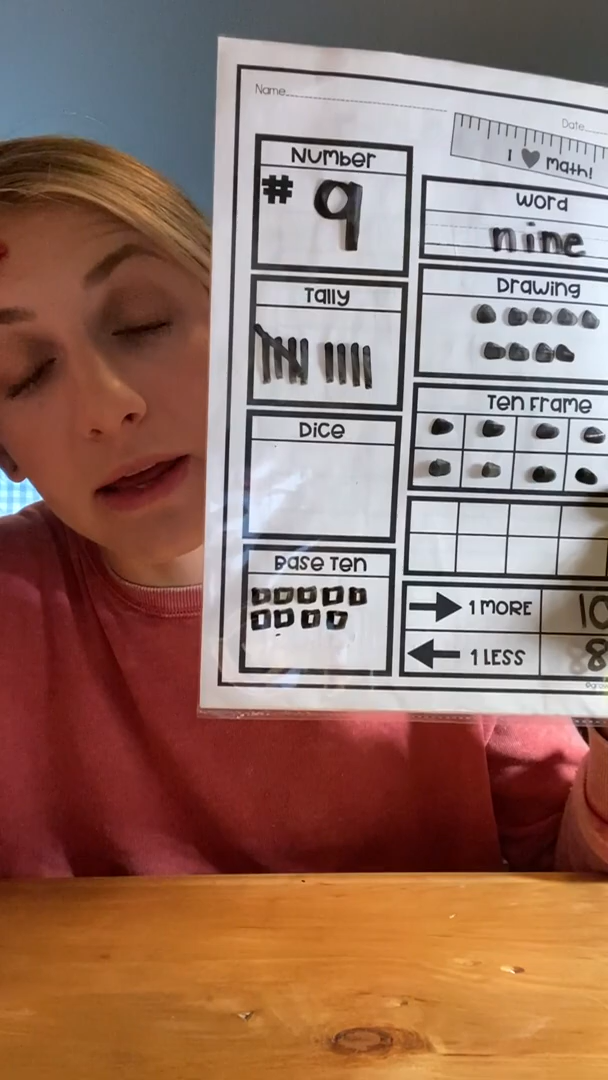 Name
Date
I ♥ math!
Number
# 9
Word
nine
Tally
Drawing
Dice
Ten Frame
Base Ten
1 MORE
10
1 LESS
8